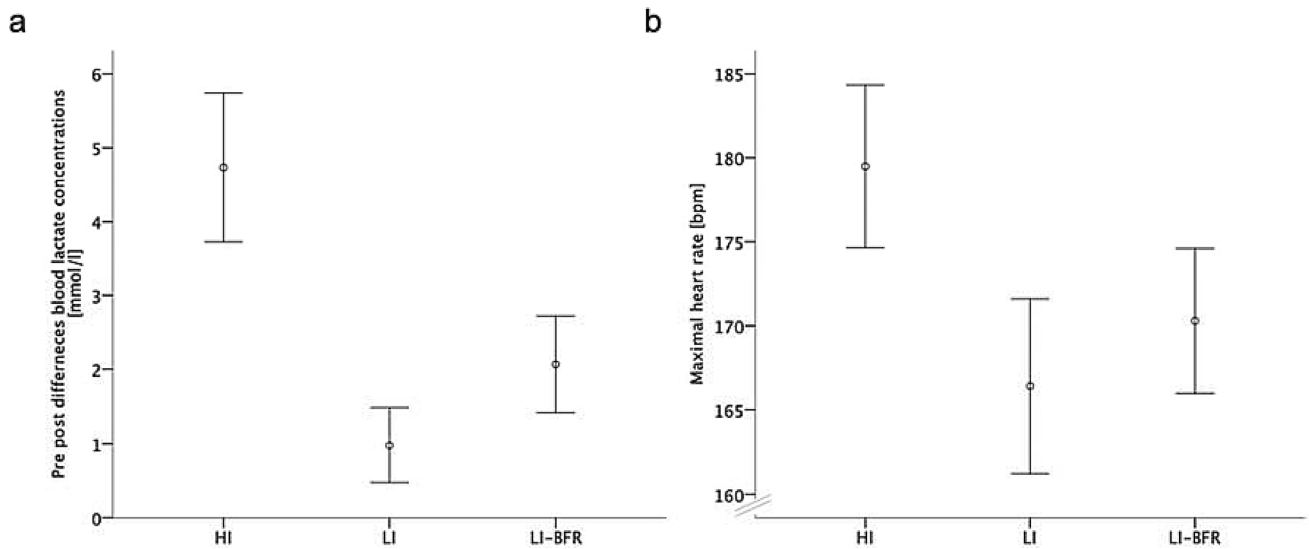 a
Pre post differneces blood lactate concentrations
[mmol/l]
6
5
4
3
2
1
0
HI
LI
LI-BFR
b
Maximal heart rate [bpm]
185
180
175
170
165
160
HI
LI
LI-BFR